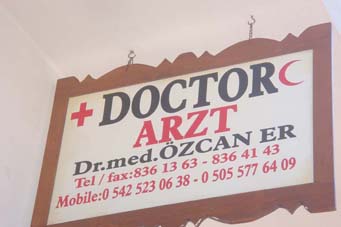 DOCTOR
ARZT
Dr.med.ÖZCAN ER
Tel / fax:836 13 63 - 836 41 43
Mobile:0 542 523 06 38 - 0 505 577 64 09